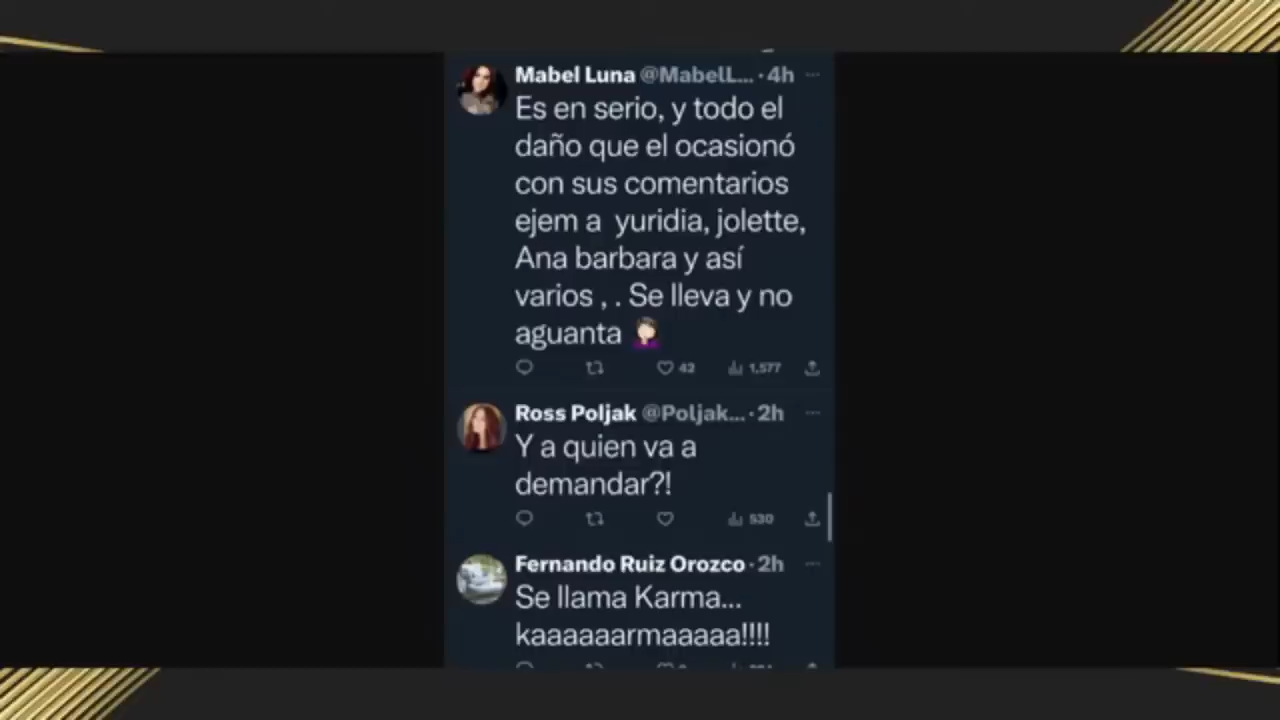 Mabel Luna @MabelL... · 4h
Es en serio, y todo el
daño que el ocasionó
con sus comentarios
ejem a yuridia, jolette,
Ana barbara y así
varios , . Se lleva y no
aguanta 🤦🏻‍♀️
42 1,577
Ross Poljak @Poljak... · 2h
Y a quien va a
demandar?!
530
Fernando Ruiz Orozco · 2h
Se llama Karma...
kaaaaaarmaaaaa!!!!